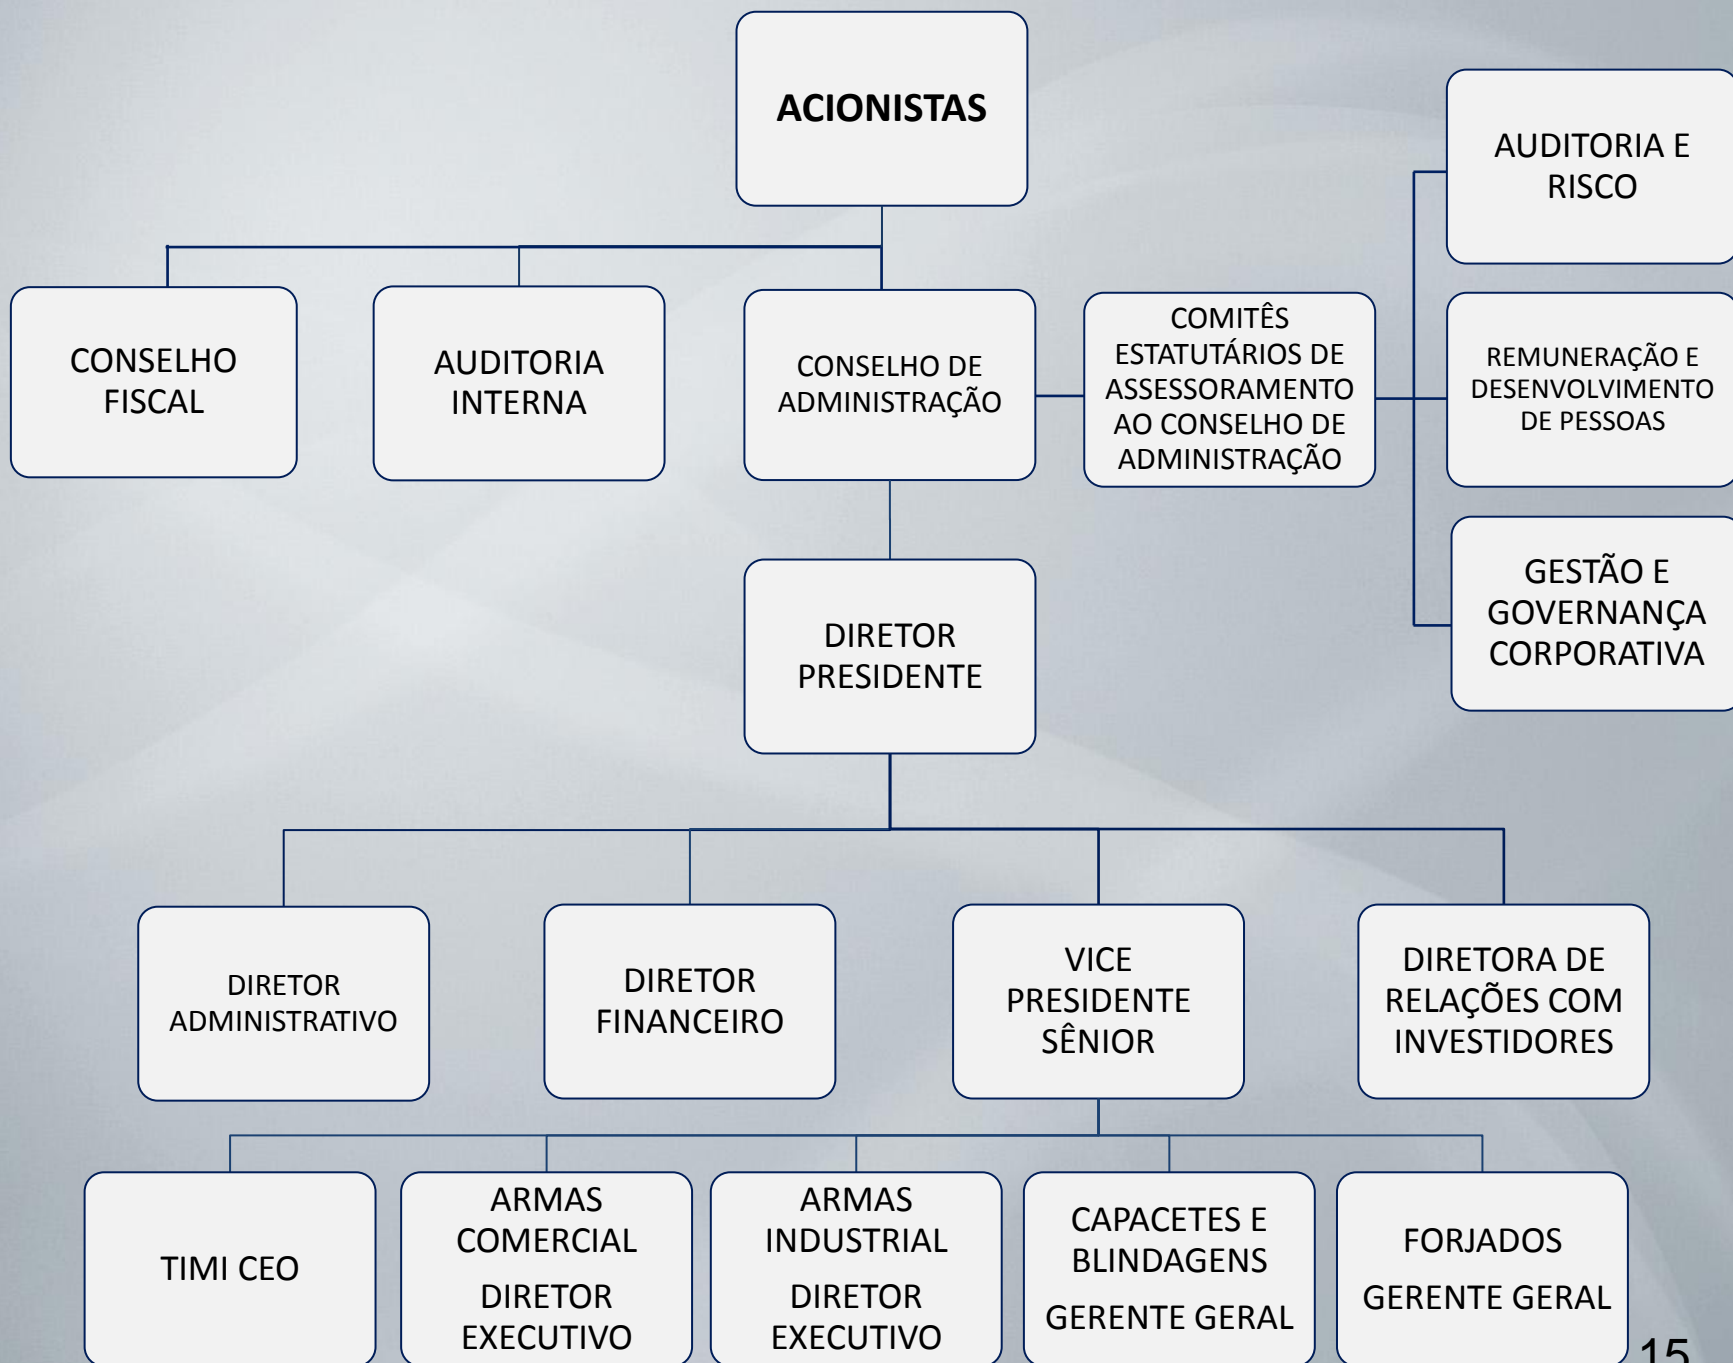 ACIONISTAS
AUDITORIA E
RISCO
CONSELHO
FISCAL
AUDITORIA
INTERNA
CONSELHO DE
ADMINISTRAÇÃO
COMITÊS
ESTATUTÁRIOS DE
ASSESSORAMENTO
AO CONSELHO DE
ADMINISTRAÇÃO
REMUNERAÇÃO E
DESENVOLVIMENTO
DE PESSOAS
GESTÃO E
GOVERNANÇA
CORPORATIVA
DIRETOR
PRESIDENTE
DIRETOR
ADMINISTRATIVO
DIRETOR
FINANCEIRO
VICE
PRESIDENTE
SÊNIOR
DIRETORA DE
RELAÇÕES COM
INVESTIDORES
TIMI CEO
ARMAS
COMERCIAL
DIRETOR
EXECUTIVO
ARMAS
INDUSTRIAL
DIRETOR
EXECUTIVO
CAPACETES E
BLINDAGENS
GERENTE GERAL
FORJADOS
GERENTE GERAL
15